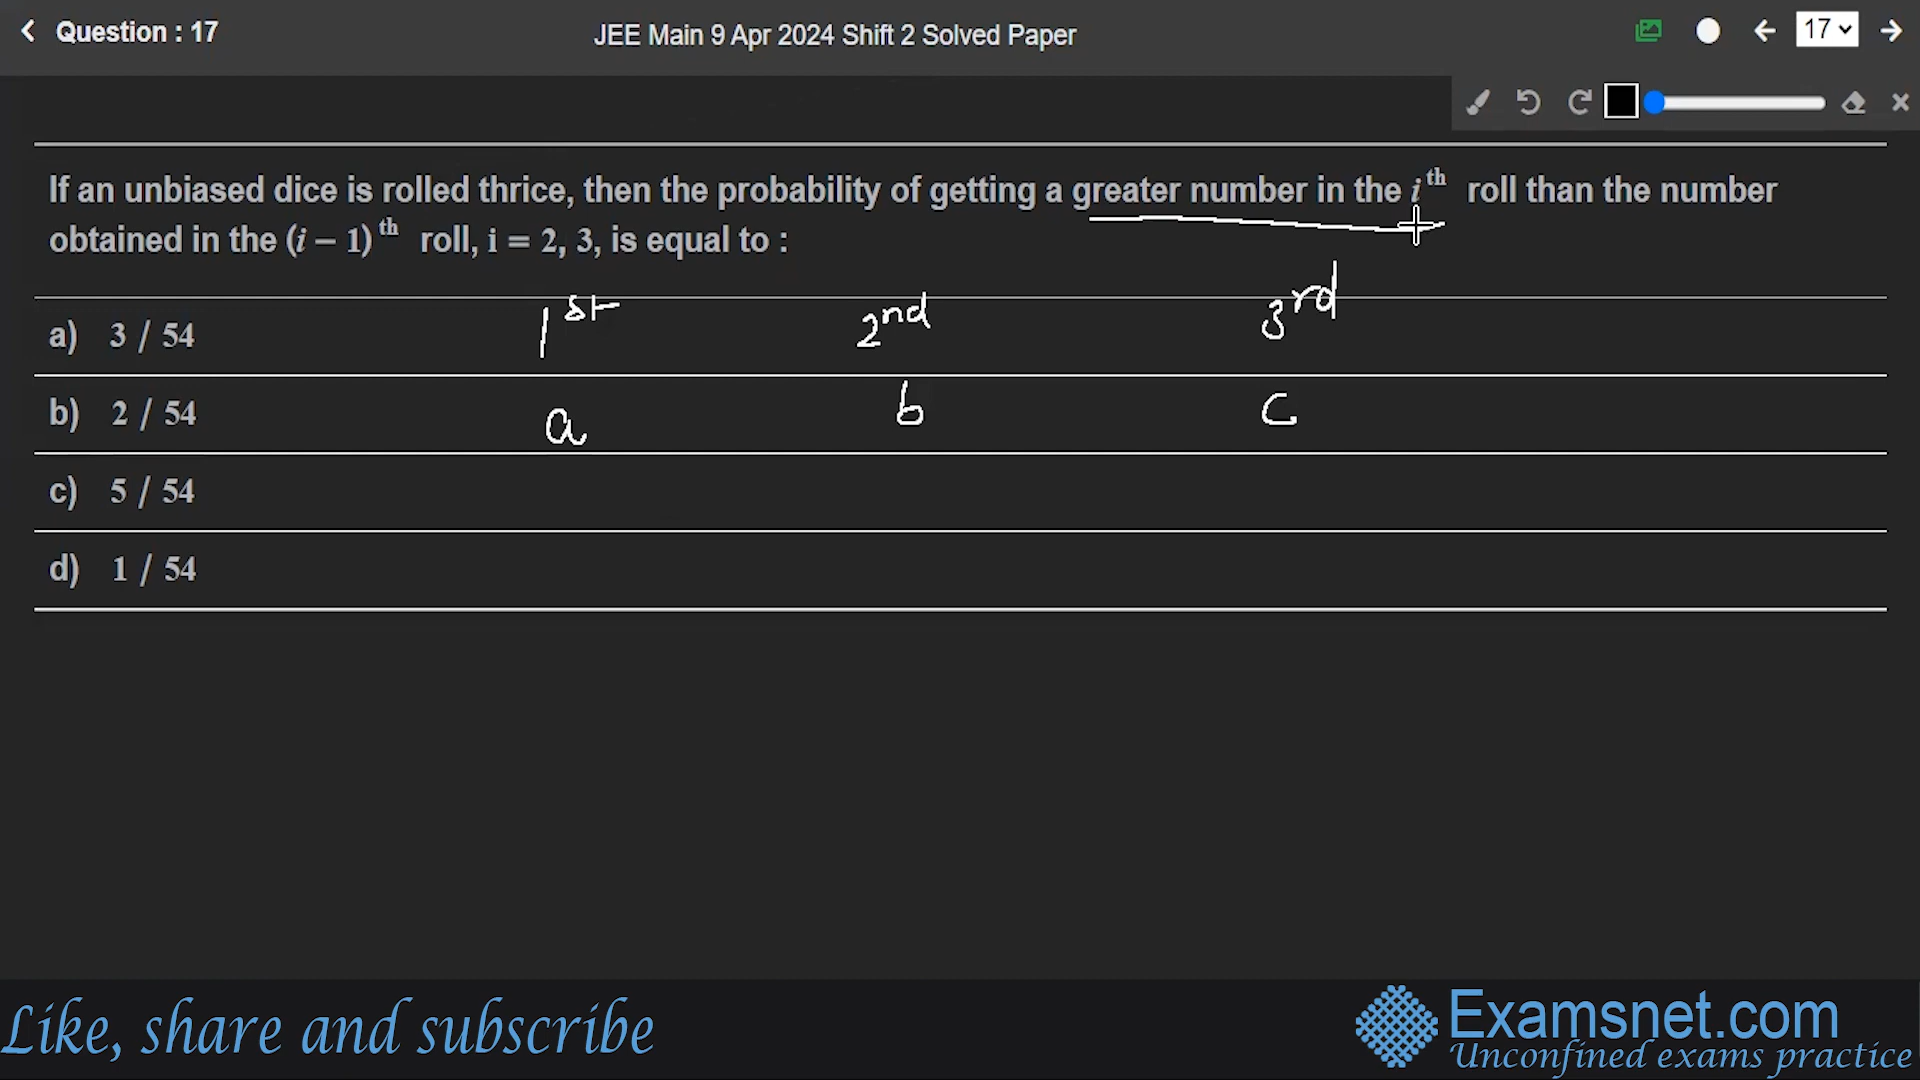 Question : 17
JEE Main 9 Apr 2024 Shift 2 Solved Paper
17
If an unbiased dice is rolled thrice, then the probability of getting a greater number in the i^th roll than the number
obtained in the (i − 1)^th roll, i = 2, 3, is equal to :
1st 2nd 3rd
a) 3 / 54
b) 2 / 54
a b c
c) 5 / 54
d) 1 / 54
Like, share and subscribe
Examsnet.com
Unconfined exams practice